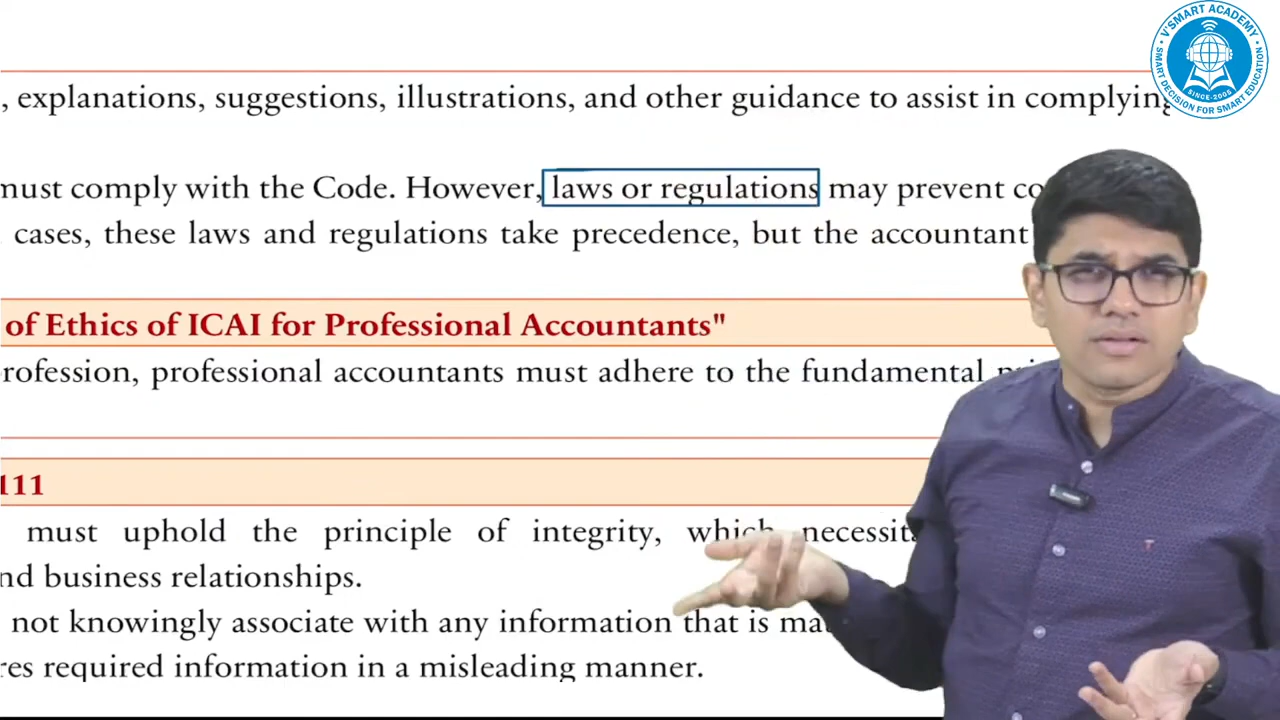 V'SMART ACADEMY
SMART DECISION FOR SMART EDUCATION
SINCE-2005
, explanations, suggestions, illustrations, and other guidance to assist in complying
must comply with the Code. However, laws or regulations may prevent
cases, these laws and regulations take precedence, but the accountant
of Ethics of ICAI for Professional Accountants"
profession, professional accountants must adhere to the fundamental
111
must uphold the principle of integrity, which
nd business relationships.
not knowingly associate with any information that is
res required information in a misleading manner.